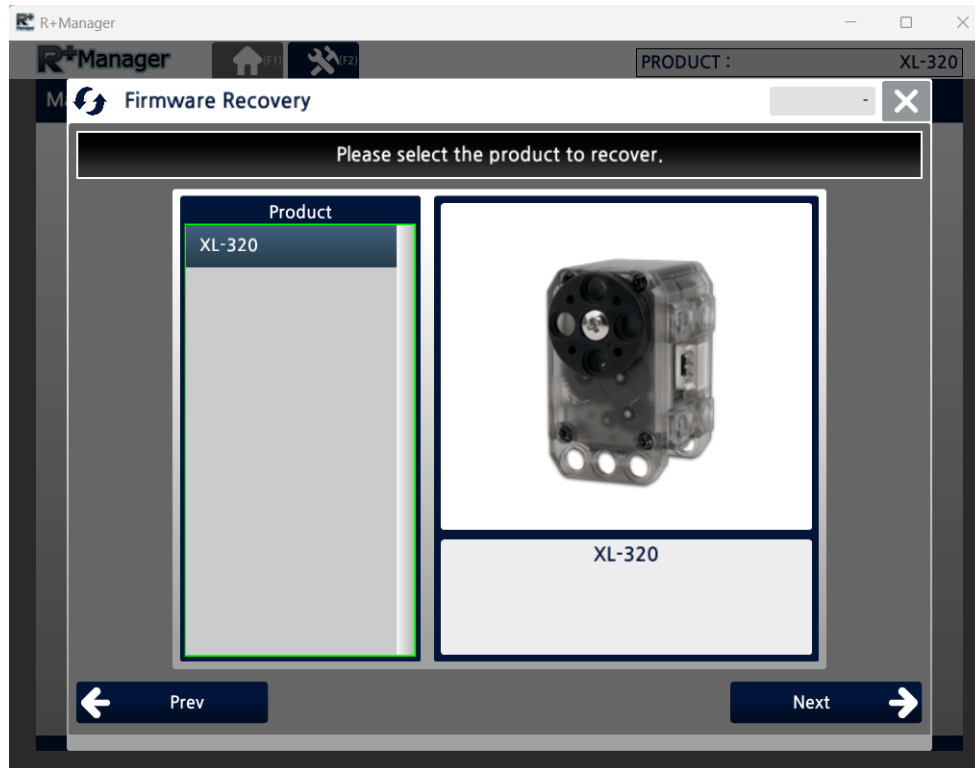 R+Manager
R+Manager (F1) (F2) PRODUCT : XL-320
M
Firmware Recovery -
Please select the product to recover.
Product
XL-320
XL-320
Prev
Next